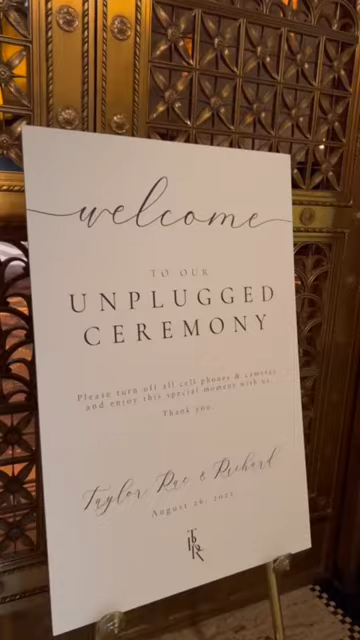 welcome
TO OUR
UNPLUGGED
CEREMONY
Please turn off all cell phones & cameras
and enjoy this special moment with us.
Thank you.
Taylor Rae & Richard
August 26, 2022